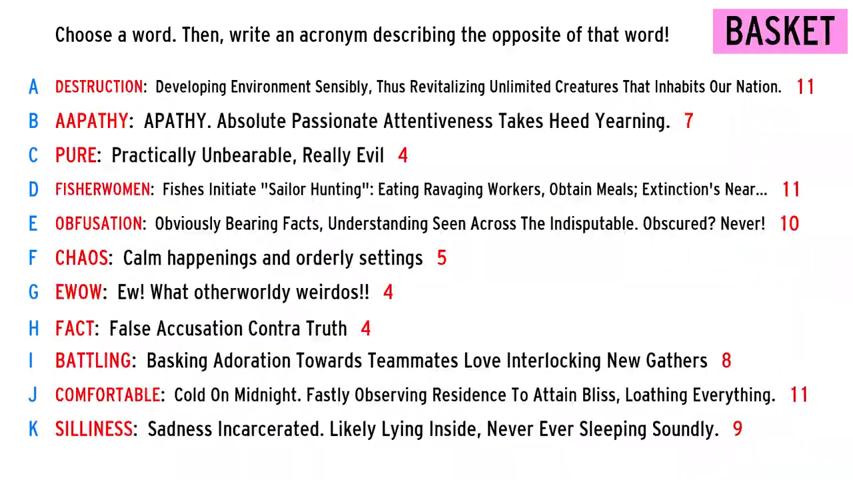 Choose a word. Then, write an acronym describing the opposite of that word!
BASKET
A DESTRUCTION: Developing Environment Sensibly, Thus Revitalizing Unlimited Creatures That Inhabits Our Nation. 11
B AAPATHY: APATHY. Absolute Passionate Attentiveness Takes Heed Yearning. 7
C PURE: Practically Unbearable, Really Evil 4
D FISHERWOMEN: Fishes Initiate "Sailor Hunting": Eating Ravaging Workers, Obtain Meals; Extinction's Near... 11
E OBFUSATION: Obviously Bearing Facts, Understanding Seen Across The Indisputable. Obscured? Never! 10
F CHAOS: Calm happenings and orderly settings 5
G EWOW: Ew! What otherworldy weirdos!! 4
H FACT: False Accusation Contra Truth 4
I BATTLING: Basking Adoration Towards Teammates Love Interlocking New Gathers 8
J COMFORTABLE: Cold On Midnight. Fastly Observing Residence To Attain Bliss, Loathing Everything. 11
K SILLINESS: Sadness Incarcerated. Likely Lying Inside, Never Ever Sleeping Soundly. 9